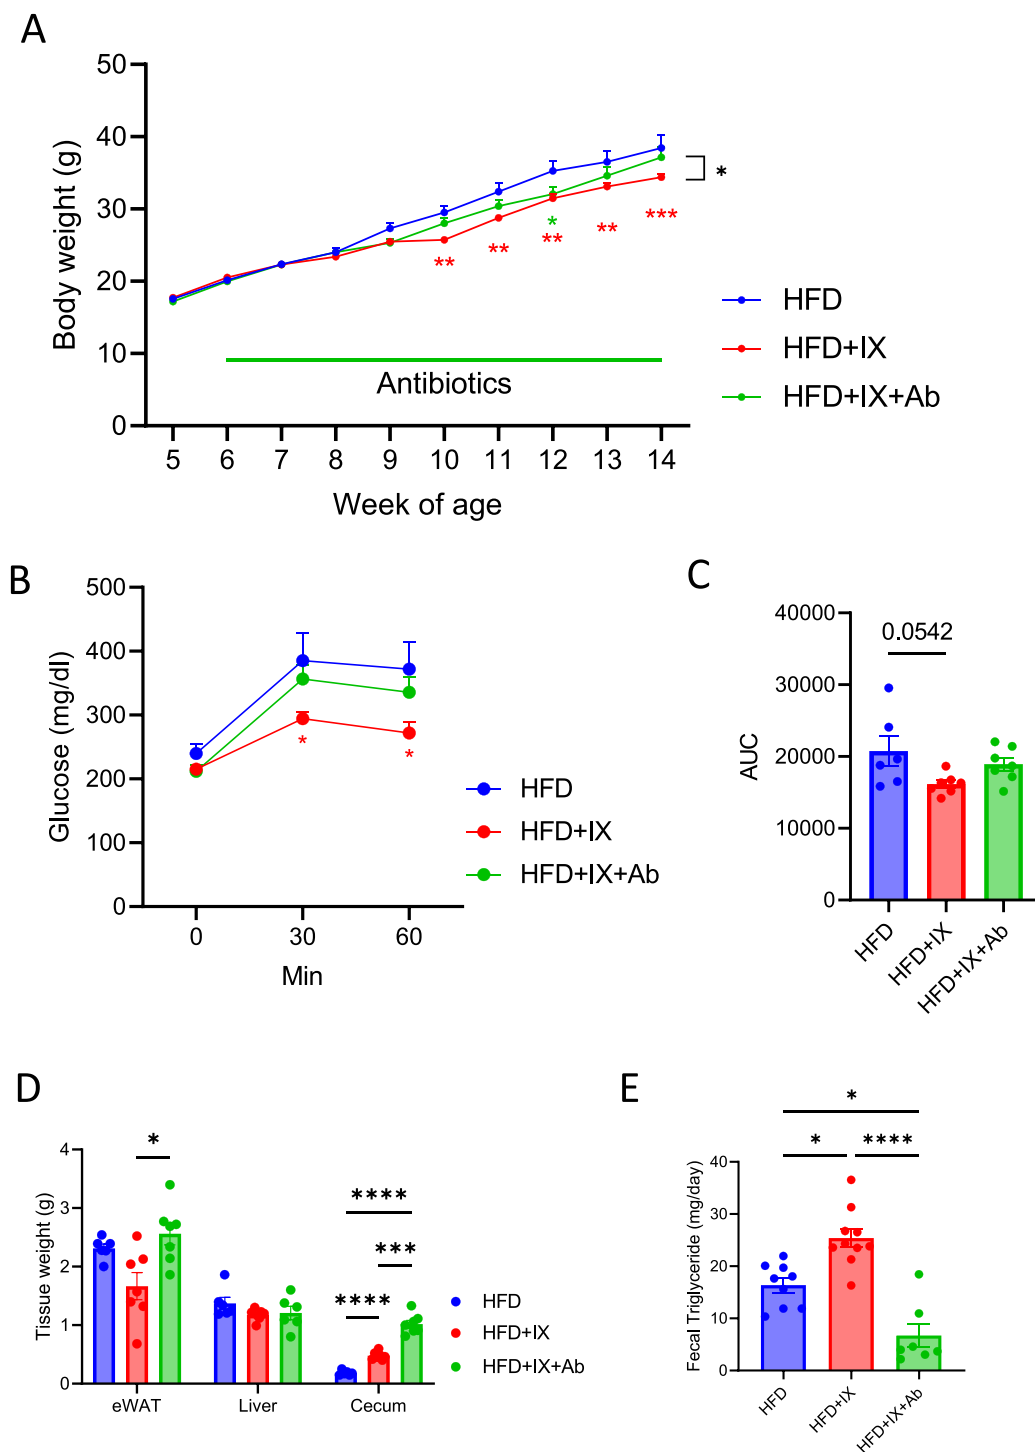 A
50
40
30
20
10
0
Body weight (g)
*
*
** ** ** ** ***
Antibiotics
5 6 7 8 9 10 11 12 13 14
Week of age
HFD
HFD+IX
HFD+IX+Ab
B
500
400
300
200
100
0
Glucose (mg/dl)
* *
0 30 60
Min
HFD
HFD+IX
HFD+IX+Ab
C
40000
30000
20000
10000
0
AUC
0.0542
HFD HFD+IX HFD+IX+Ab
D
4
3
2
1
0
Tissue weight (g)
*
****
***
****
eWAT Liver Cecum
HFD
HFD+IX
HFD+IX+Ab
E
*
* ****
40
30
20
10
0
Fecal Triglyceride (mg/day)
HFD HFD+IX HFD+IX+Ab